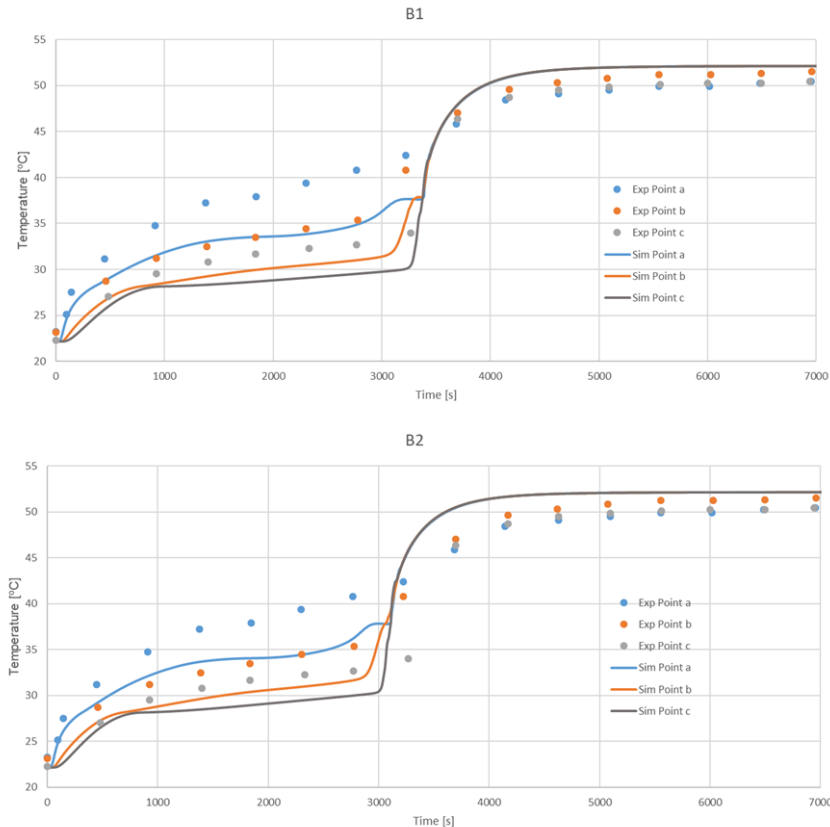 B1
55
50
45
40
35
30
25
20
Temperature [°C]
Exp Point a
Exp Point b
Exp Point c
Sim Point a
Sim Point b
Sim Point c
0 1000 2000 3000 4000 5000 6000 7000
Time [s]
B2
55
50
45
40
35
30
25
20
Temperature [°C]
Exp Point a
Exp Point b
Exp Point c
Sim Point a
Sim Point b
Sim Point c
0 1000 2000 3000 4000 5000 6000 7000
Time [s]